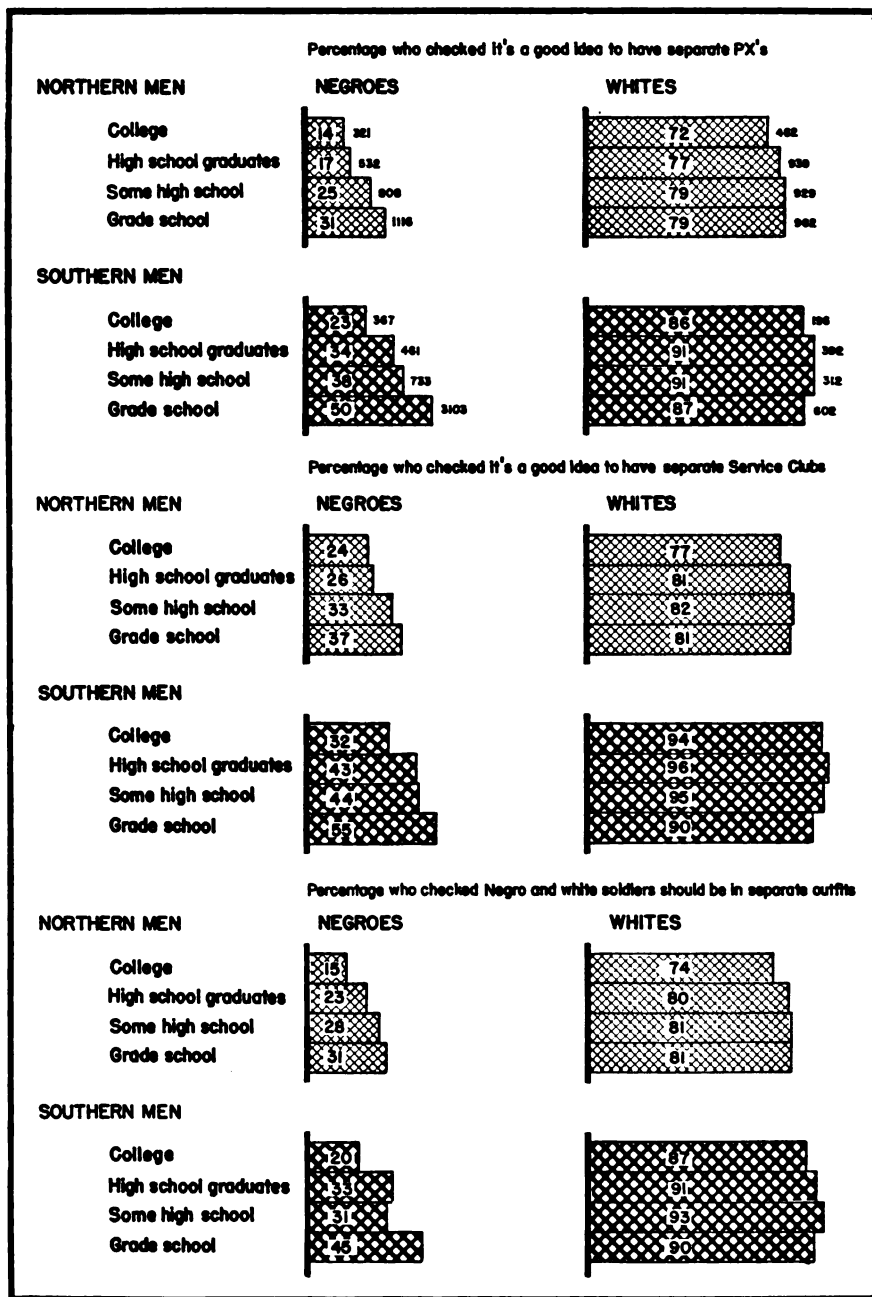 Percentage who checked it's a good idea to have separate PX's
NORTHERN MEN NEGROES WHITES
College 14 321 72 462
High school graduates 17 532 77 939
Some high school 25 808 79 929
Grade school 31 1116 79 962
SOUTHERN MEN
College 23 367 86 196
High school graduates 34 461 91 392
Some high school 38 733 91 312
Grade school 50 3103 87 602
Percentage who checked it's a good idea to have separate Service Clubs
NORTHERN MEN NEGROES WHITES
College 24 77
High school graduates 26 81
Some high school 33 82
Grade school 37 81
SOUTHERN MEN
College 32 94
High school graduates 43 96
Some high school 44 95
Grade school 55 90
Percentage who checked Negro and white soldiers should be in separate outfits
NORTHERN MEN NEGROES WHITES
College 15 74
High school graduates 23 80
Some high school 28 81
Grade school 31 81
SOUTHERN MEN
College 20 87
High school graduates 33 91
Some high school 31 93
Grade school 45 90